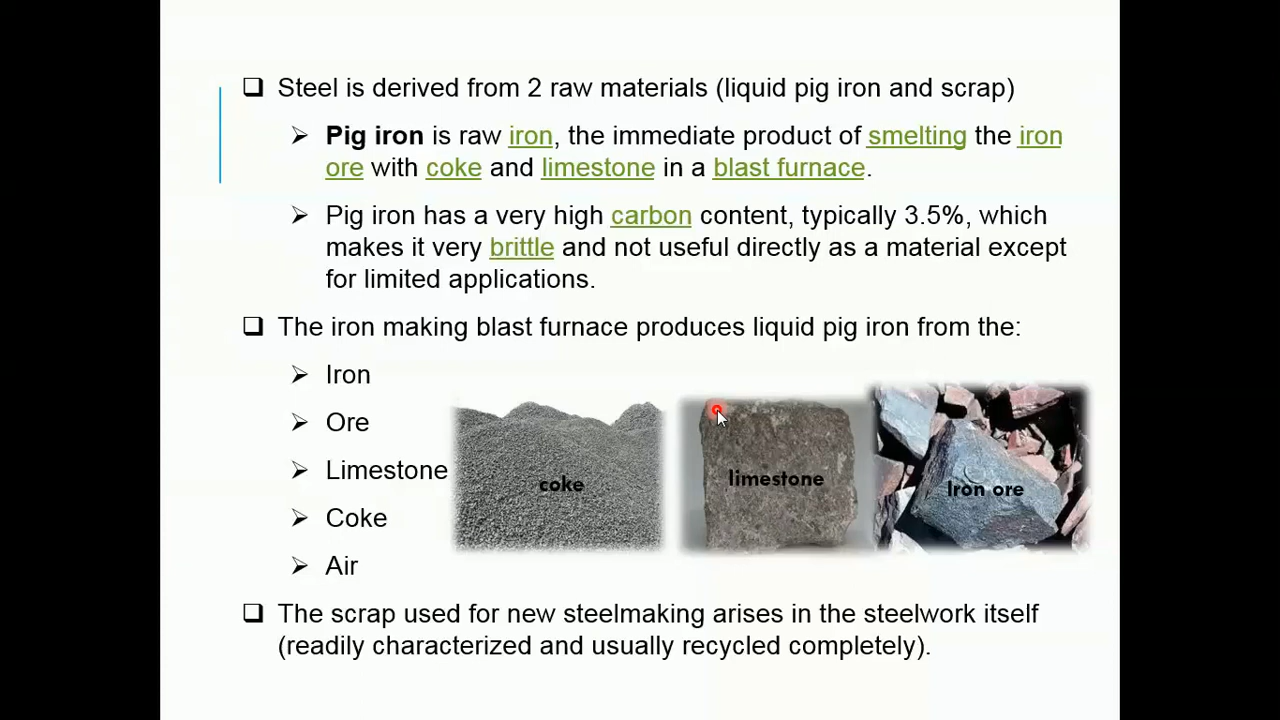 ❑ Steel is derived from 2 raw materials (liquid pig iron and scrap)
➢ Pig iron is raw iron, the immediate product of smelting the iron
ore with coke and limestone in a blast furnace.
➢ Pig iron has a very high carbon content, typically 3.5%, which
makes it very brittle and not useful directly as a material except
for limited applications.
❑ The iron making blast furnace produces liquid pig iron from the:
➢ Iron
➢ Ore
➢ Limestone
➢ Coke
➢ Air
coke
limestone
Iron ore
❑ The scrap used for new steelmaking arises in the steelwork itself
(readily characterized and usually recycled completely).